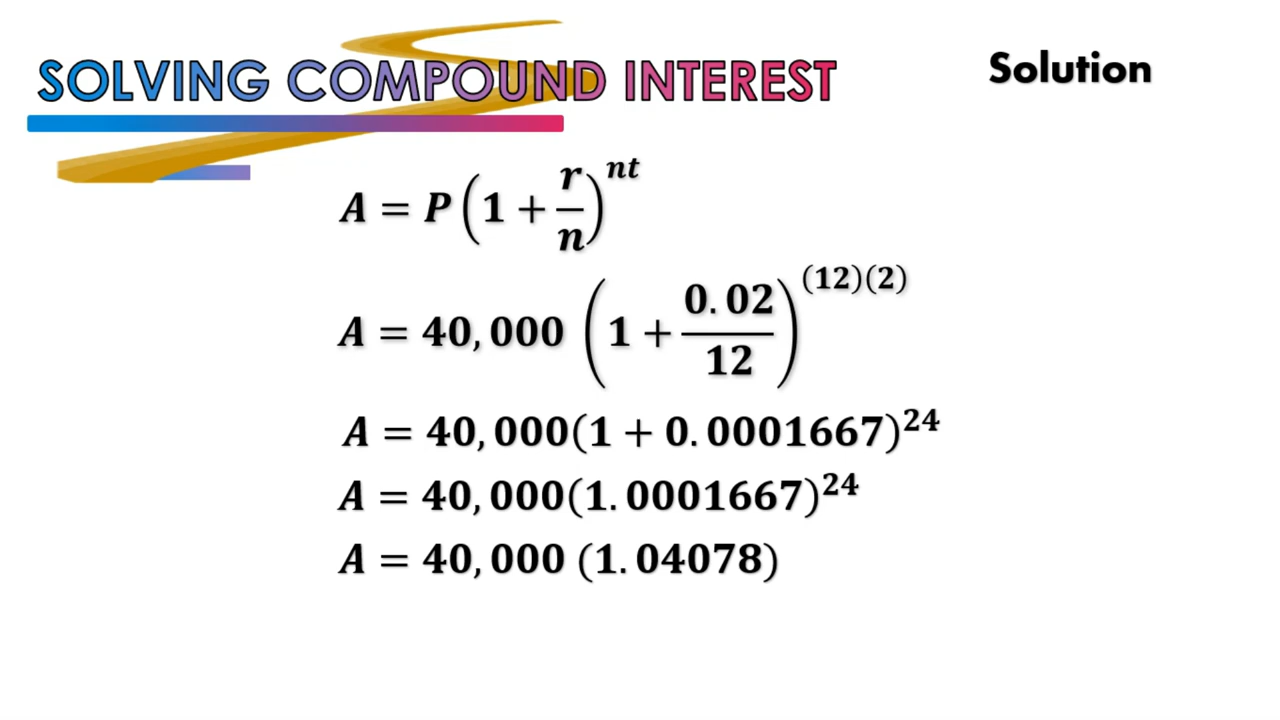 SOLVING COMPOUND INTEREST
Solution
A = P(1 + r/n)^nt
A = 40,000 (1 + 0.02/12)^(12)(2)
A = 40,000(1 + 0.0001667)^24
A = 40,000(1.0001667)^24
A = 40,000 (1.04078)